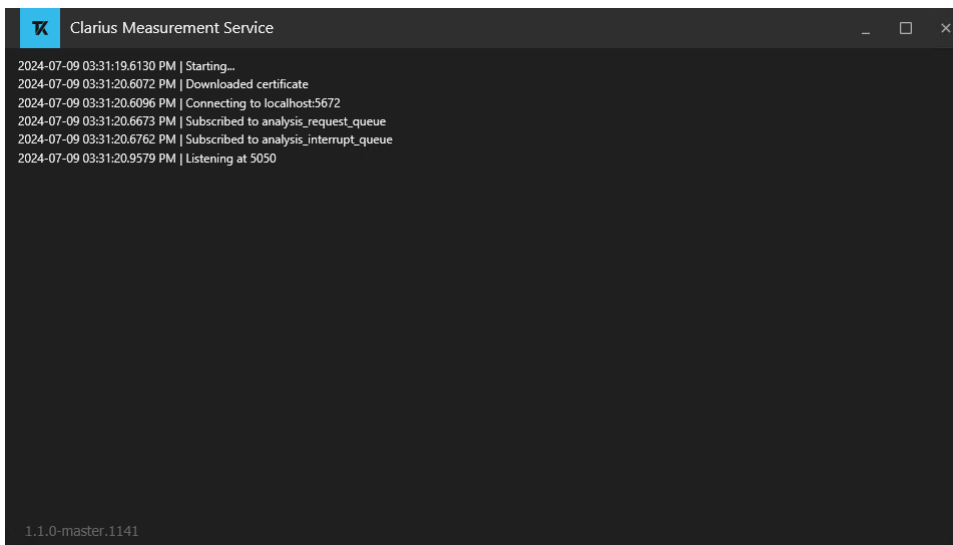 TK Clarius Measurement Service
2024-07-09 03:31:19.6130 PM | Starting...
2024-07-09 03:31:20.6072 PM | Downloaded certificate
2024-07-09 03:31:20.6096 PM | Connecting to localhost:5672
2024-07-09 03:31:20.6673 PM | Subscribed to analysis_request_queue
2024-07-09 03:31:20.6762 PM | Subscribed to analysis_interrupt_queue
2024-07-09 03:31:20.9579 PM | Listening at 5050
1.1.0-master.1141